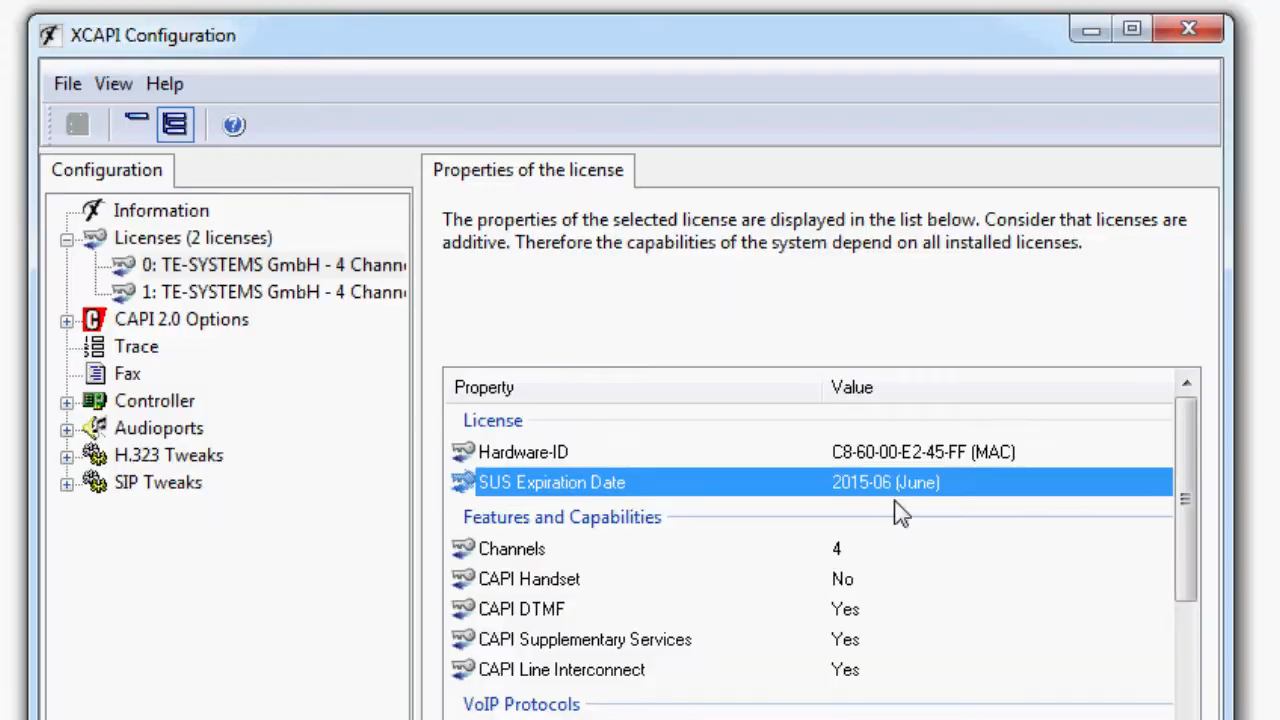 XCAPI Configuration
File View Help
Configuration
Properties of the license
Information
Licenses (2 licenses)
0: TE-SYSTEMS GmbH - 4 Chann
1: TE-SYSTEMS GmbH - 4 Chann
CAPI 2.0 Options
Trace
Fax
Controller
Audioports
H.323 Tweaks
SIP Tweaks
The properties of the selected license are displayed in the list below. Consider that licenses are
additive. Therefore the capabilities of the system depend on all installed licenses.
Property Value
License
Hardware-ID C8-60-00-E2-45-FF (MAC)
SUS Expiration Date 2015-06 (June)
Features and Capabilities
Channels 4
CAPI Handset No
CAPI DTMF Yes
CAPI Supplementary Services Yes
CAPI Line Interconnect Yes
VoIP Protocols